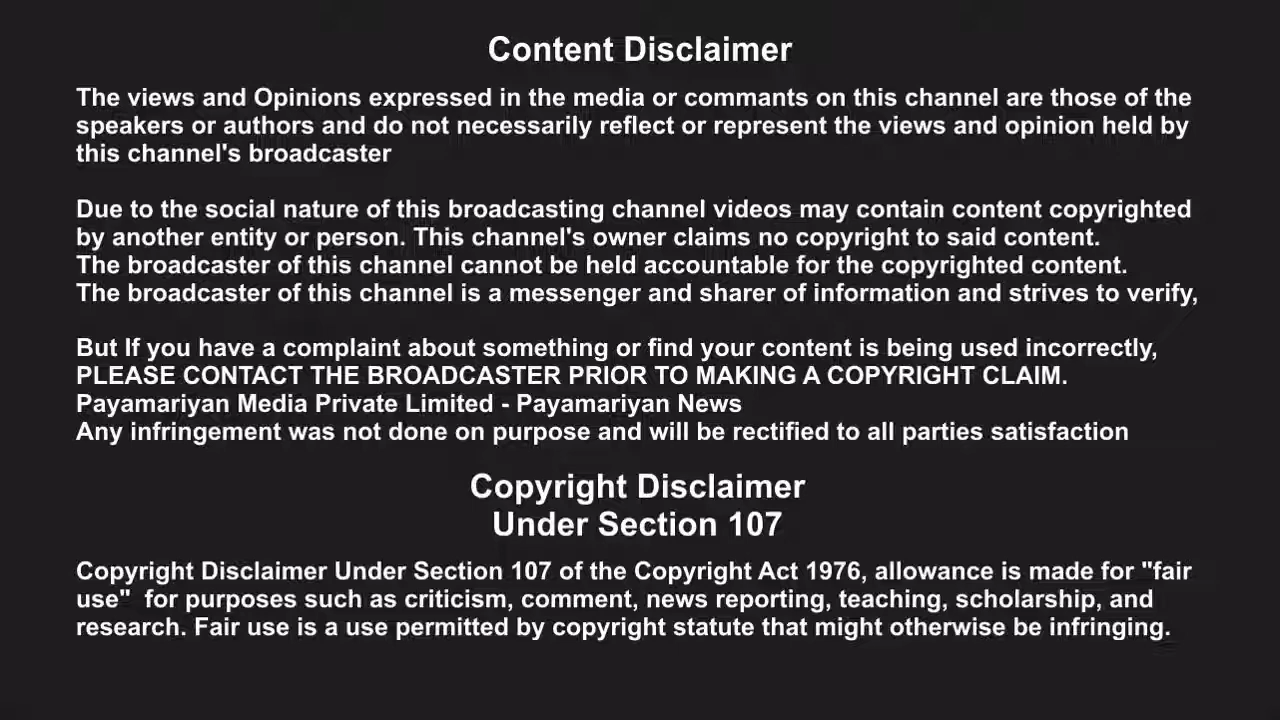 Content Disclaimer
The views and Opinions expressed in the media or commants on this channel are those of the
speakers or authors and do not necessarily reflect or represent the views and opinion held by
this channel's broadcaster
Due to the social nature of this broadcasting channel videos may contain content copyrighted
by another entity or person. This channel's owner claims no copyright to said content.
The broadcaster of this channel cannot be held accountable for the copyrighted content.
The broadcaster of this channel is a messenger and sharer of information and strives to verify,
But If you have a complaint about something or find your content is being used incorrectly,
PLEASE CONTACT THE BROADCASTER PRIOR TO MAKING A COPYRIGHT CLAIM.
Payamariyan Media Private Limited - Payamariyan News
Any infringement was not done on purpose and will be rectified to all parties satisfaction
Copyright Disclaimer
Under Section 107
Copyright Disclaimer Under Section 107 of the Copyright Act 1976, allowance is made for "fair
use"  for purposes such as criticism, comment, news reporting, teaching, scholarship, and
research. Fair use is a use permitted by copyright statute that might otherwise be infringing.